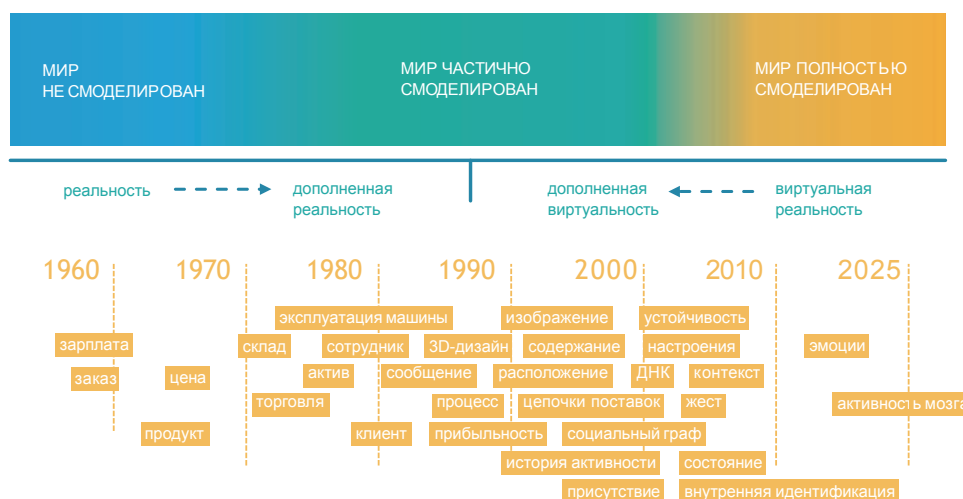 МИР
НЕ СМОДЕЛИРОВАН
МИР ЧАСТИЧНО
СМОДЕЛИРОВАН
МИР ПОЛНОСТЬЮ
СМОДЕЛИРОВАН
реальность
дополненная
реальность
дополненная
виртуальность
виртуальная
реальность
1960 1970 1980 1990 2000 2010 2025
эксплуатация машины изображение устойчивость
зарплата склад сотрудник 3D-дизайн содержание настроения эмоции
заказ цена актив сообщение расположение ДНК контекст
торговля процесс цепочки поставок жест активность мозга
продукт клиент прибыльность социальный граф
история активности состояние
присутствие внутренняя идентификация